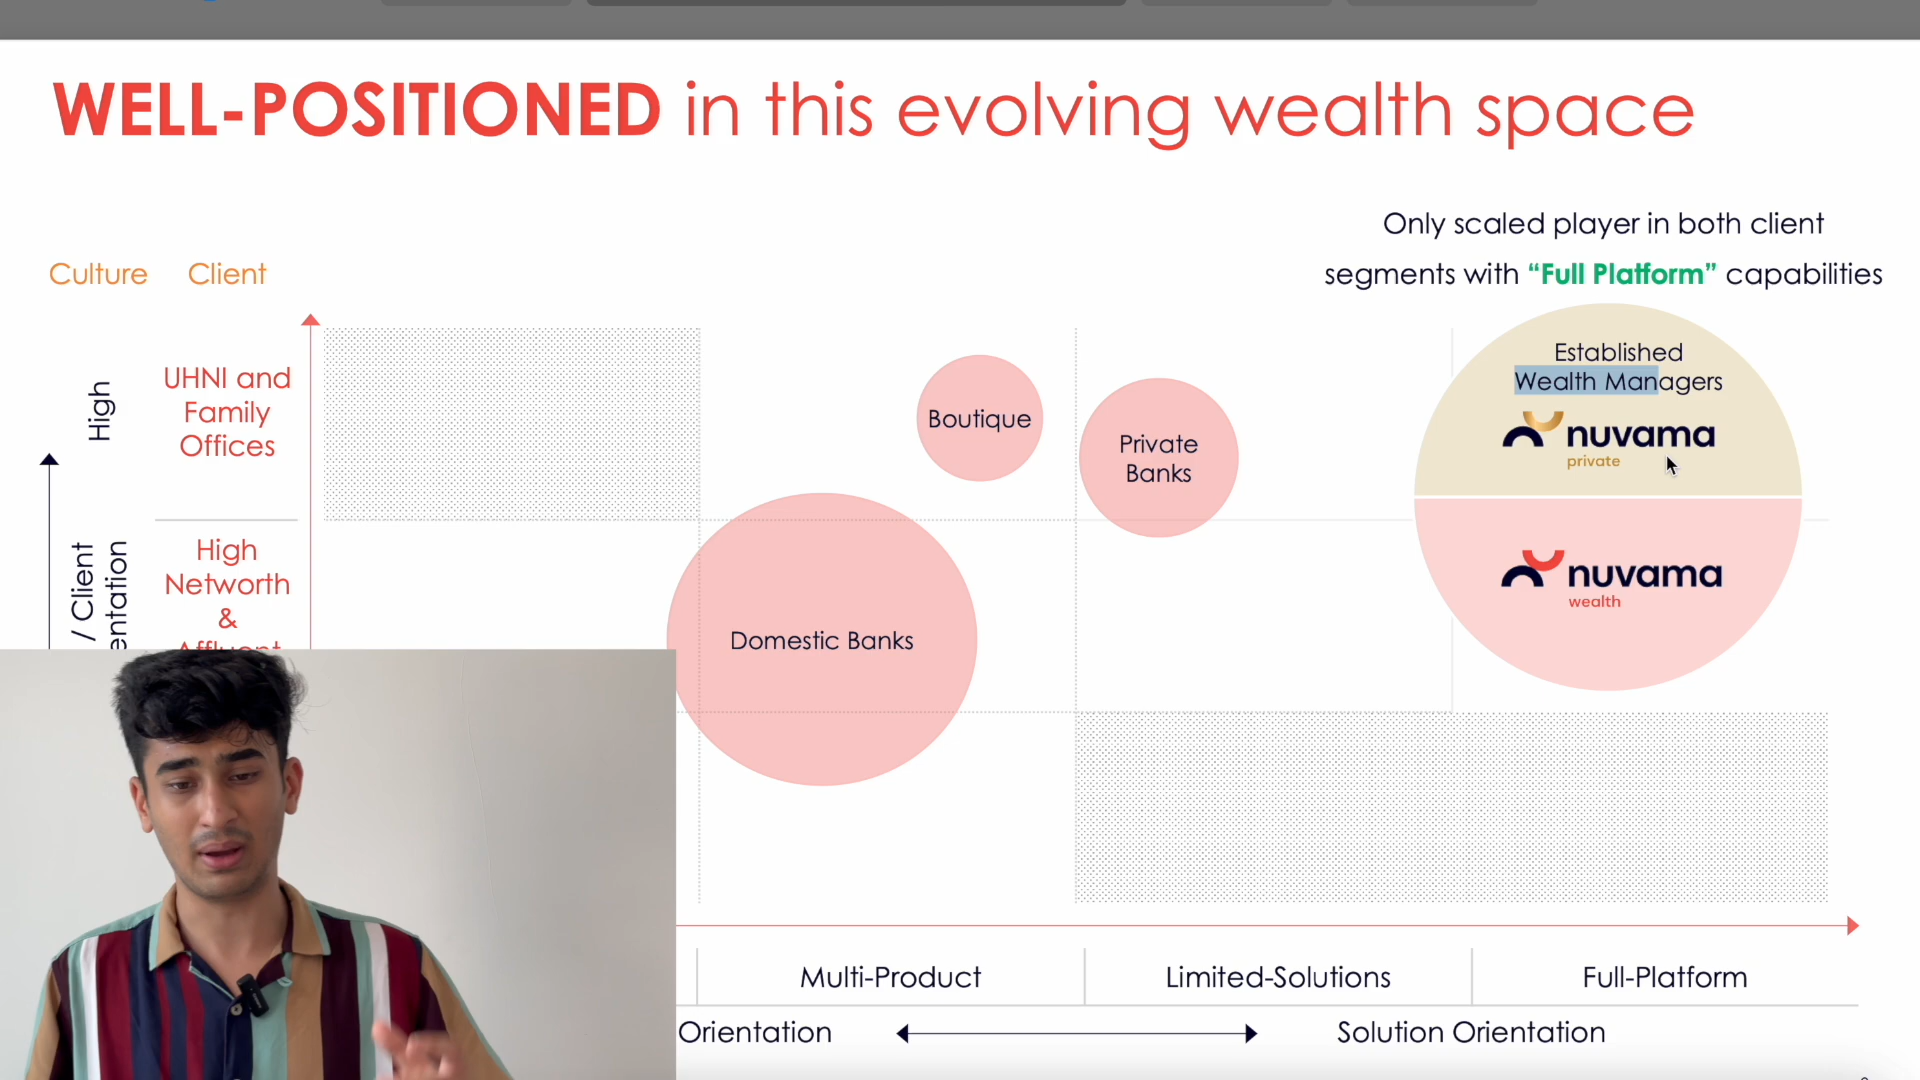 WELL-POSITIONED in this evolving wealth space
Only scaled player in both client
segments with “Full Platform” capabilities
Culture
Client
High
UHNI and
Family
Offices
Boutique
Private
Banks
Established
Wealth Managers
nuvama
private
/ Client
High
Networth
&
Affluent
Domestic Banks
nuvama
wealth
Multi-Product
Limited-Solutions
Full-Platform
Orientation
Solution Orientation